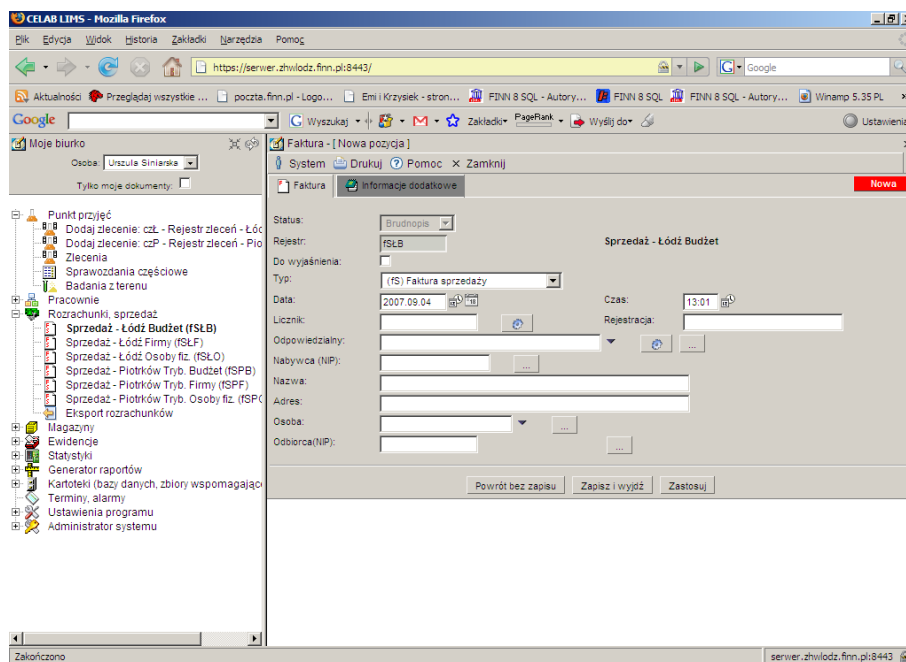 CELAB LIMS - Mozilla Firefox
Plik Edycja Widok Historia Zakładki Narzędzia Pomoc
https://serwer.zhwlodz.finn.pl:8443/ Google
Aktualności Przeglądaj wszystkie ... poczta.finn.pl - Logo... Emi i Krzysiek - stron... FINN 8 SQL - Autory... FINN 8 SQL FINN 8 SQL - Autory... Winamp 5.35 PL
Google Wyszukaj Zakładki PageRank Wyślij do Ustawienia
Moje biurko
Osoba: Urszula Siniarska
Tylko moje dokumenty:
Punkt przyjęć
Dodaj zlecenie: czŁ - Rejestr zleceń - Łódź
Dodaj zlecenie: czP - Rejestr zleceń - Pio
Zlecenia
Sprawozdania częściowe
Badania z terenu
Pracownie
Rozrachunki, sprzedaż
Sprzedaż - Łódź Budżet (fSŁB)
Sprzedaż - Łódź Firmy (fSŁF)
Sprzedaż - Łódź Osoby fiz. (fSŁO)
Sprzedaż - Piotrków Tryb. Budżet (fSPB)
Sprzedaż - Piotrków Tryb. Firmy (fSPF)
Sprzedaż - Piotrków Tryb. Osoby fiz. (fSPO
Eksport rozrachunków
Magazyny
Ewidencje
Statystyki
Generator raportów
Kartoteki (bazy danych, zbiory wspomagające
Terminy, alarmy
Ustawienia programu
Administrator systemu
Faktura - [ Nowa pozycja ]
System Drukuj Pomoc Zamknij
Faktura Informacje dodatkowe Nowa
Status: Brudnopis
Rejestr: fSŁB Sprzedaż - Łódź Budżet
Do wyjaśnienia:
Typ: (fS) Faktura sprzedaży
Data: 2007.09.04 Czas: 13:01
Licznik: Rejestracja:
Odpowiedzialny: ...
Nabywca (NIP): ...
Nazwa:
Adres:
Osoba: ...
Odbiorca(NIP): ...
Powrót bez zapisu Zapisz i wyjdź Zastosuj
Zakończono serwer.zhwlodz.finn.pl:8443